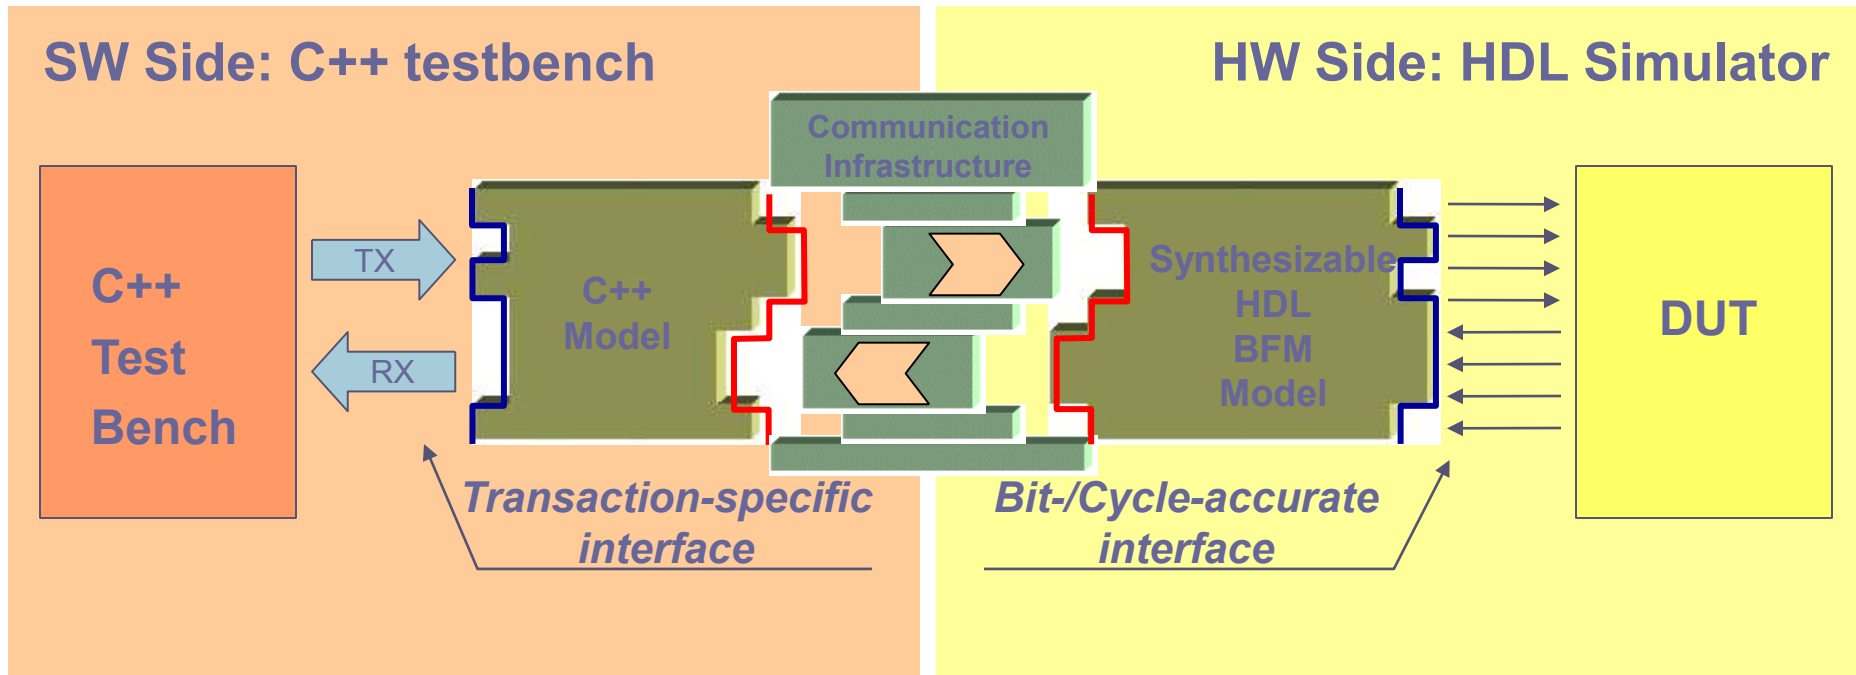 SW Side: C++ testbench
HW Side: HDL Simulator
Communication
Infrastructure
C++
Test
Bench
TX
RX
C++
Model
Synthesizable
HDL
BFM
Model
DUT
Transaction-specific
interface
Bit-/Cycle-accurate
interface